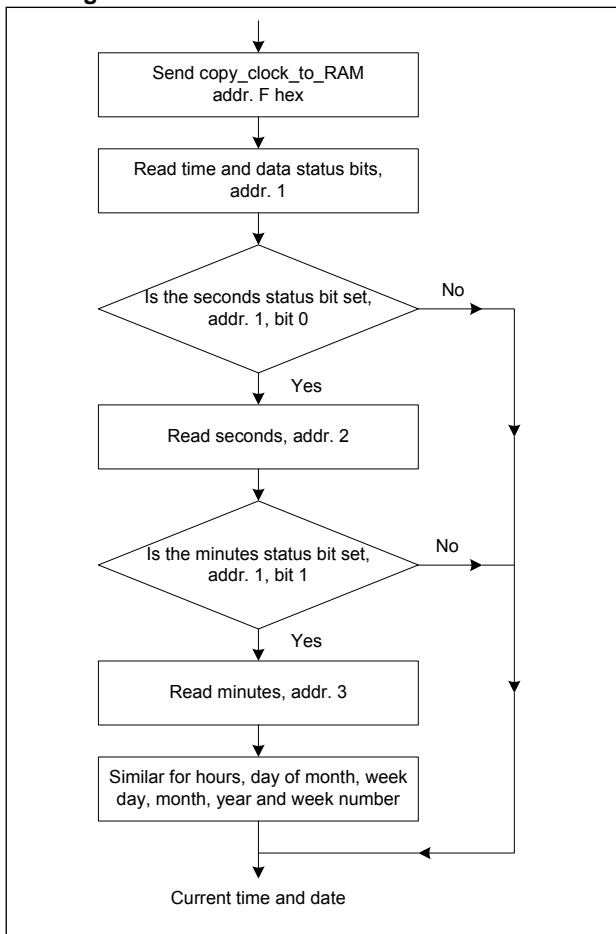 Send copy_clock_to_RAM
addr. F hex
Read time and data status bits,
addr. 1
Is the seconds status bit set,
addr. 1, bit 0
No
Yes
Read seconds, addr. 2
Is the minutes status bit set,
addr. 1, bit 1
No
Yes
Read minutes, addr. 3
Similar for hours, day of month, week
day, month, year and week number
Current time and date